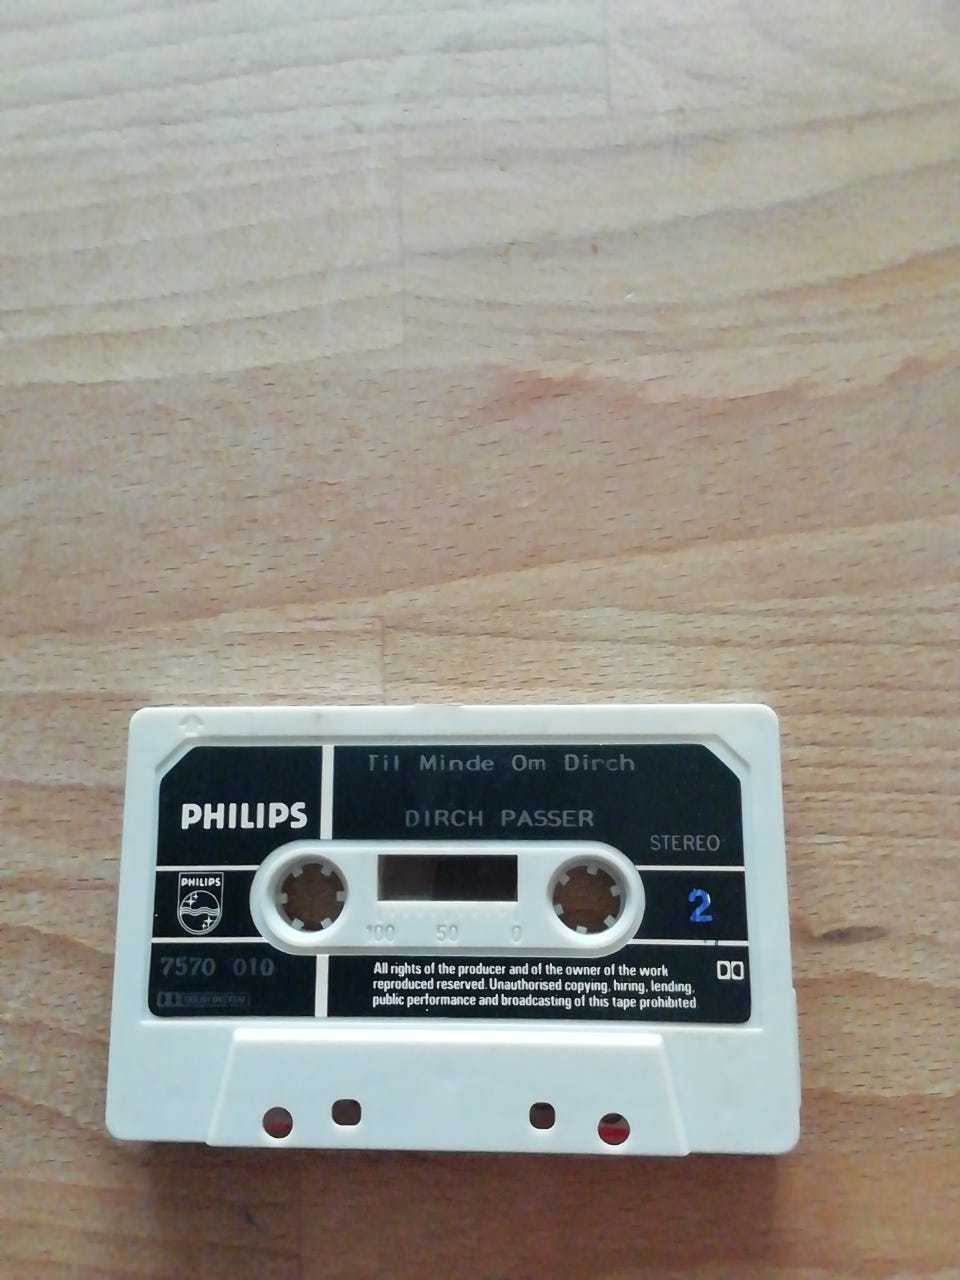 Til Minde Om Dirch
PHILIPS
DIRCH PASSER
STEREO
PHILIPS
2
100 50 0
7570 010
All rights of the producer and of the owner of the work
reproduced reserved. Unauthorised copying, hiring, lending,
public performance and broadcasting of this tape prohibited
DOLBY SYSTEM